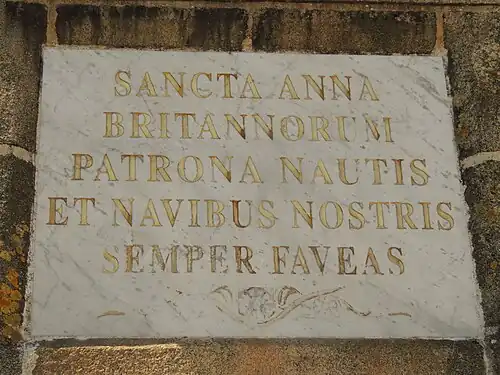 SANCTA ANNA
BRITANNORUM
PATRONA NAUTIS
ET NAVIBUS NOSTRIS
SEMPER FAVEAS